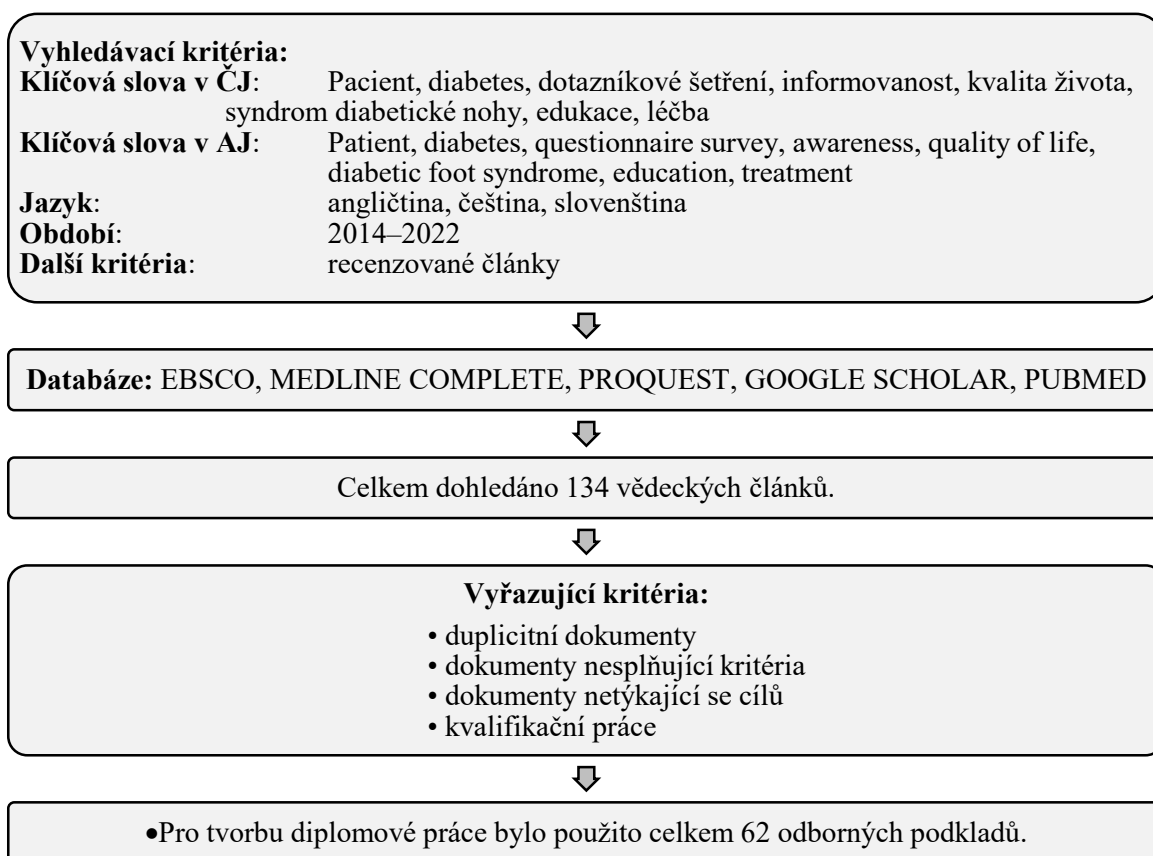 Vyhledávací kritéria:
Klíčová slova v ČJ: Pacient, diabetes, dotazníkové šetření, informovanost, kvalita života,
syndrom diabetické nohy, edukace, léčba
Klíčová slova v AJ: Patient, diabetes, questionnaire survey, awareness, quality of life,
diabetic foot syndrome, education, treatment
Jazyk: angličtina, čeština, slovenština
Období: 2014–2022
Další kritéria: recenzované články
Databáze: EBSCO, MEDLINE COMPLETE, PROQUEST, GOOGLE SCHOLAR, PUBMED
Celkem dohledáno 134 vědeckých článků.
Vyřazující kritéria:
• duplicitní dokumenty
• dokumenty nesplňující kritéria
• dokumenty netýkající se cílů
• kvalifikační práce
•Pro tvorbu diplomové práce bylo použito celkem 62 odborných podkladů.